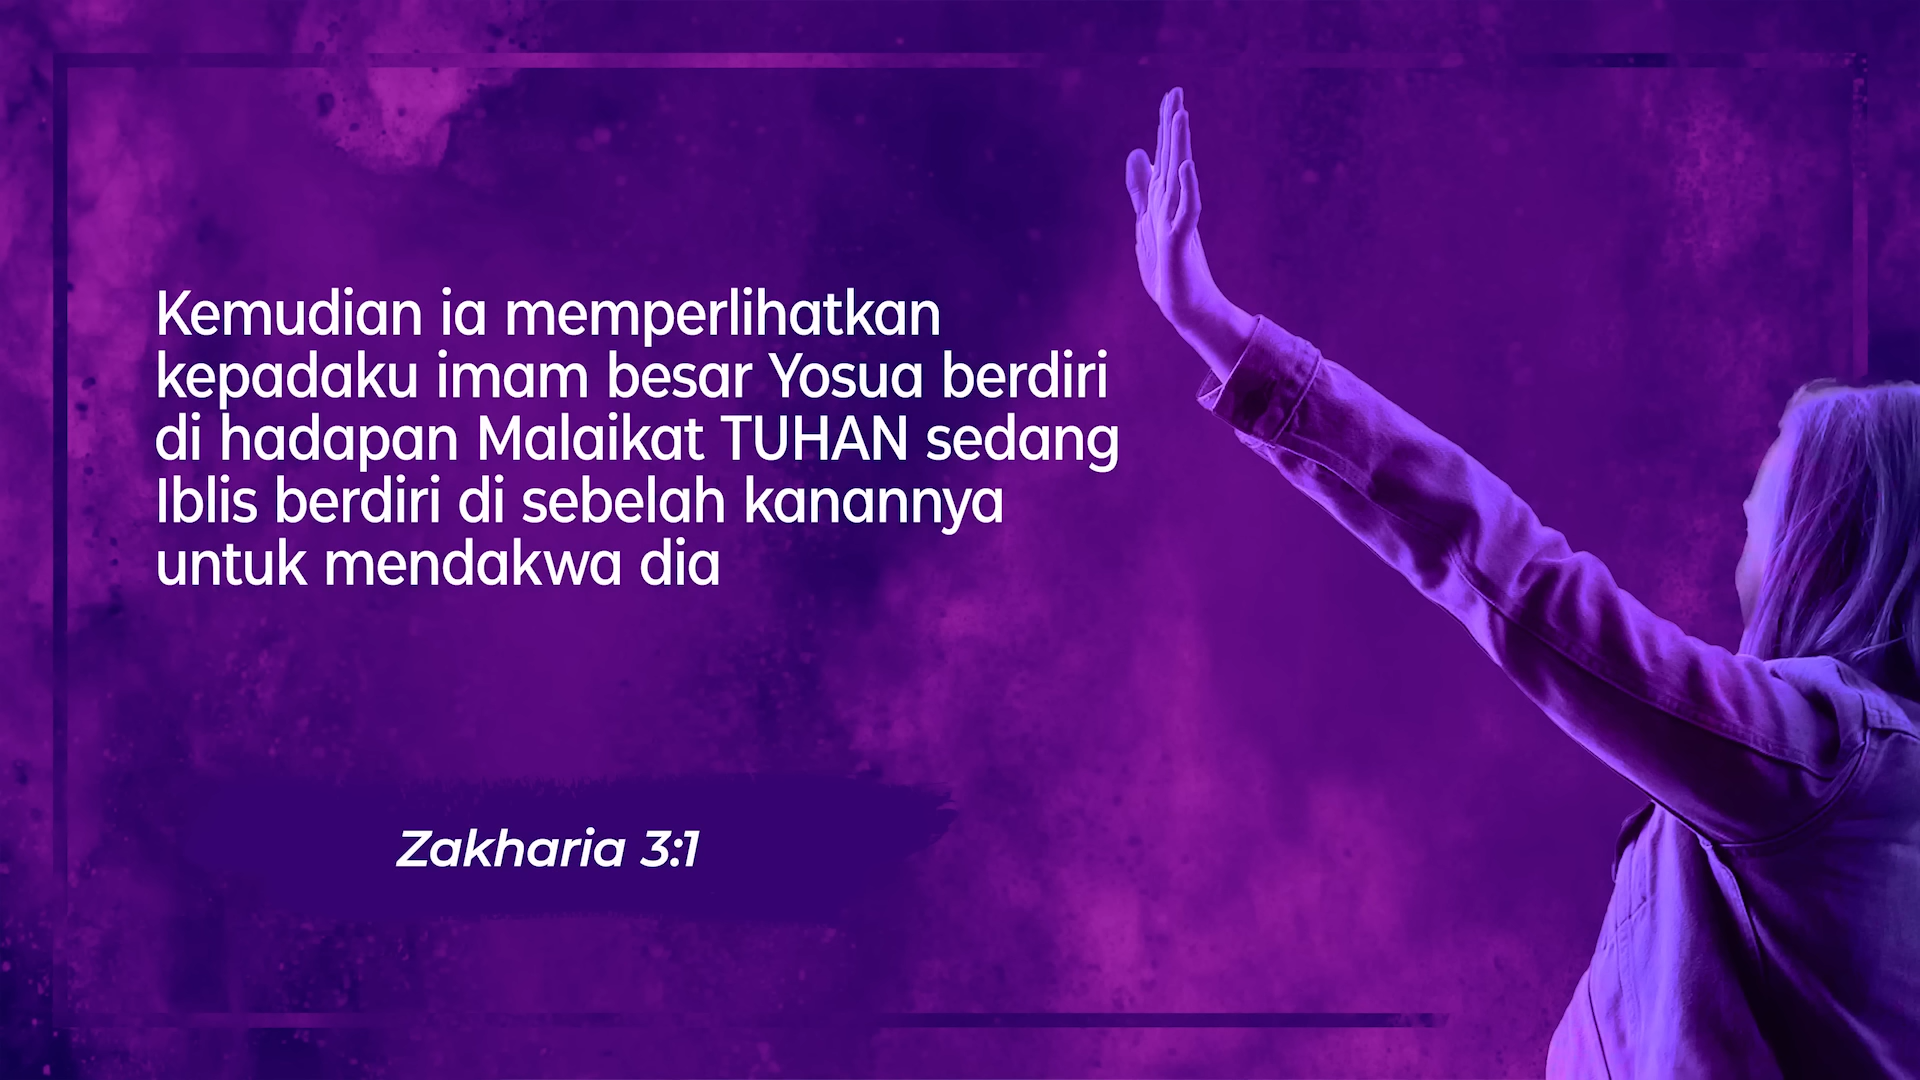 Kemudian ia memperlihatkan
kepadaku imam besar Yosua berdiri
di hadapan Malaikat TUHAN sedang
Iblis berdiri di sebelah kanannya
untuk mendakwa dia
Zakharia 3:1